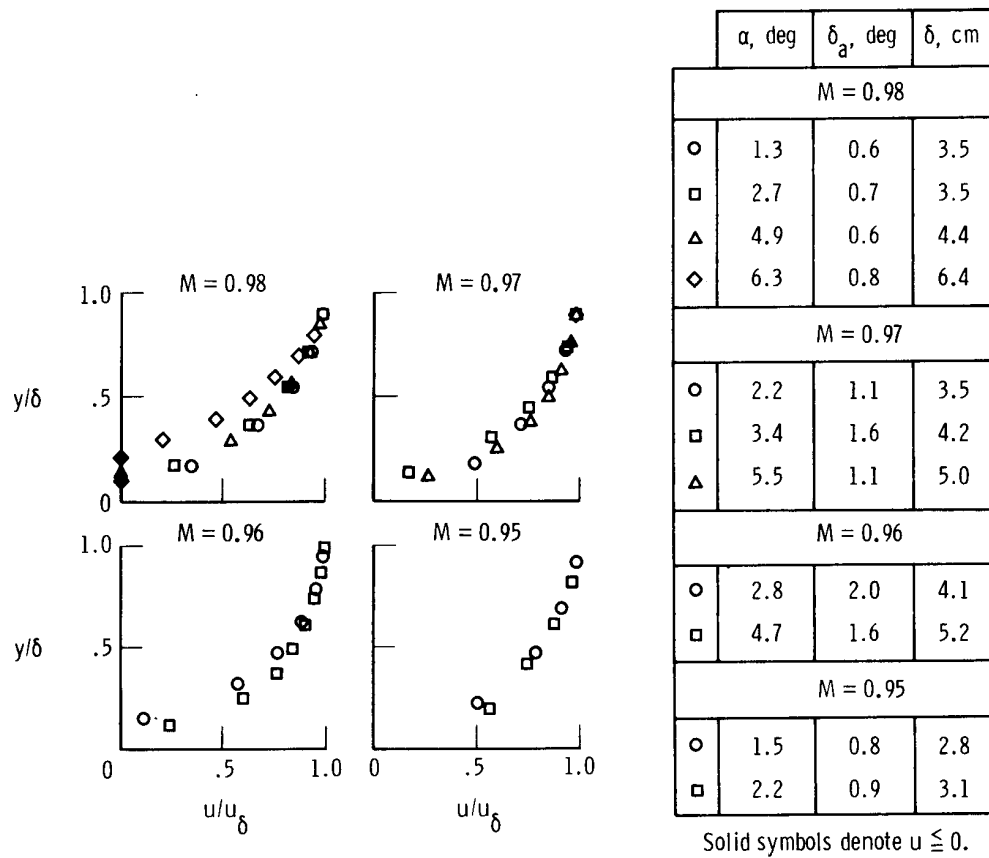 M = 0.98
M = 0.97
1.0
y/δ
.5
0
M = 0.96
M = 0.95
1.0
y/δ
.5
0
.5
1.0
0
.5
1.0
u/u_δ
u/u_δ
α, deg δ_a, deg δ, cm
M = 0.98
1.3 0.6 3.5
2.7 0.7 3.5
4.9 0.6 4.4
6.3 0.8 6.4
M = 0.97
2.2 1.1 3.5
3.4 1.6 4.2
5.5 1.1 5.0
M = 0.96
2.8 2.0 4.1
4.7 1.6 5.2
M = 0.95
1.5 0.8 2.8
2.2 0.9 3.1
Solid symbols denote u ≦ 0.